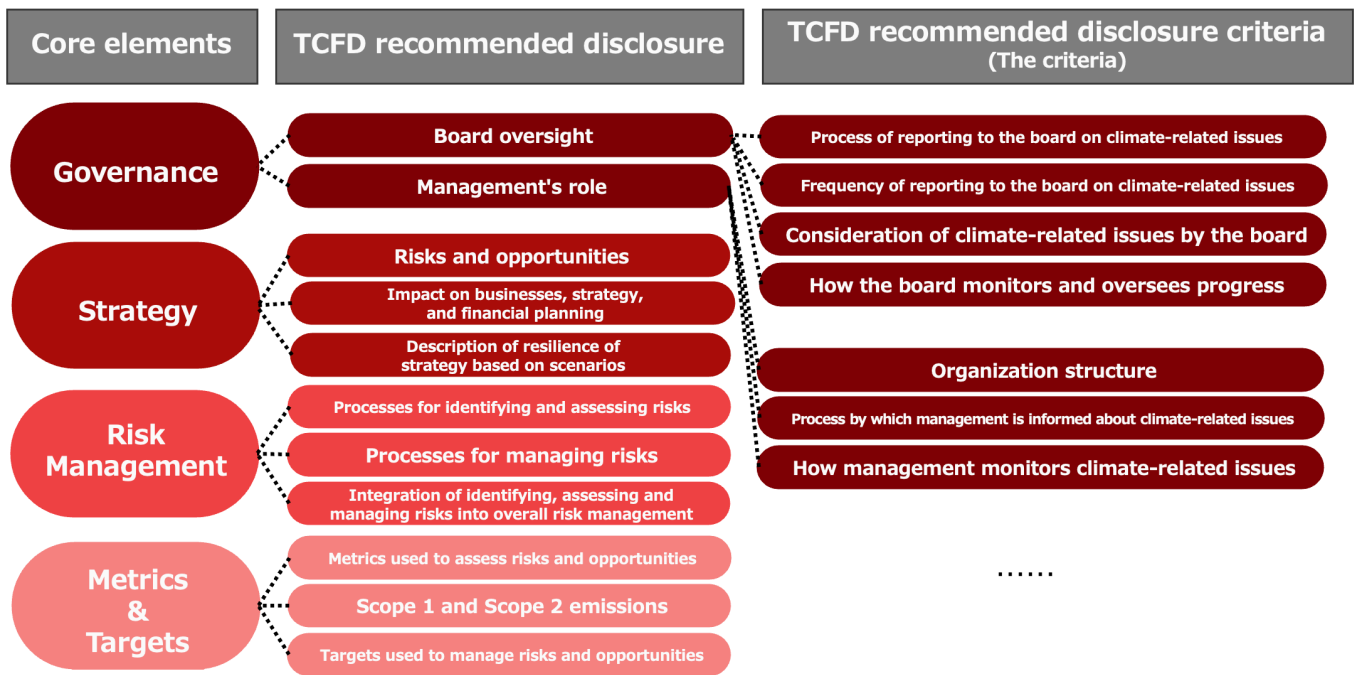 Core elements
TCFD recommended disclosure
TCFD recommended disclosure criteria
(The criteria)
Governance
Board oversight
Management's role
Process of reporting to the board on climate-related issues
Frequency of reporting to the board on climate-related issues
Consideration of climate-related issues by the board
How the board monitors and oversees progress
Organization structure
Process by which management is informed about climate-related issues
How management monitors climate-related issues
......
Strategy
Risks and opportunities
Impact on businesses, strategy,
and financial planning
Description of resilience of
strategy based on scenarios
Risk
Management
Processes for identifying and assessing risks
Processes for managing risks
Integration of identifying, assessing and
managing risks into overall risk management
Metrics
&
Targets
Metrics used to assess risks and opportunities
Scope 1 and Scope 2 emissions
Targets used to manage risks and opportunities